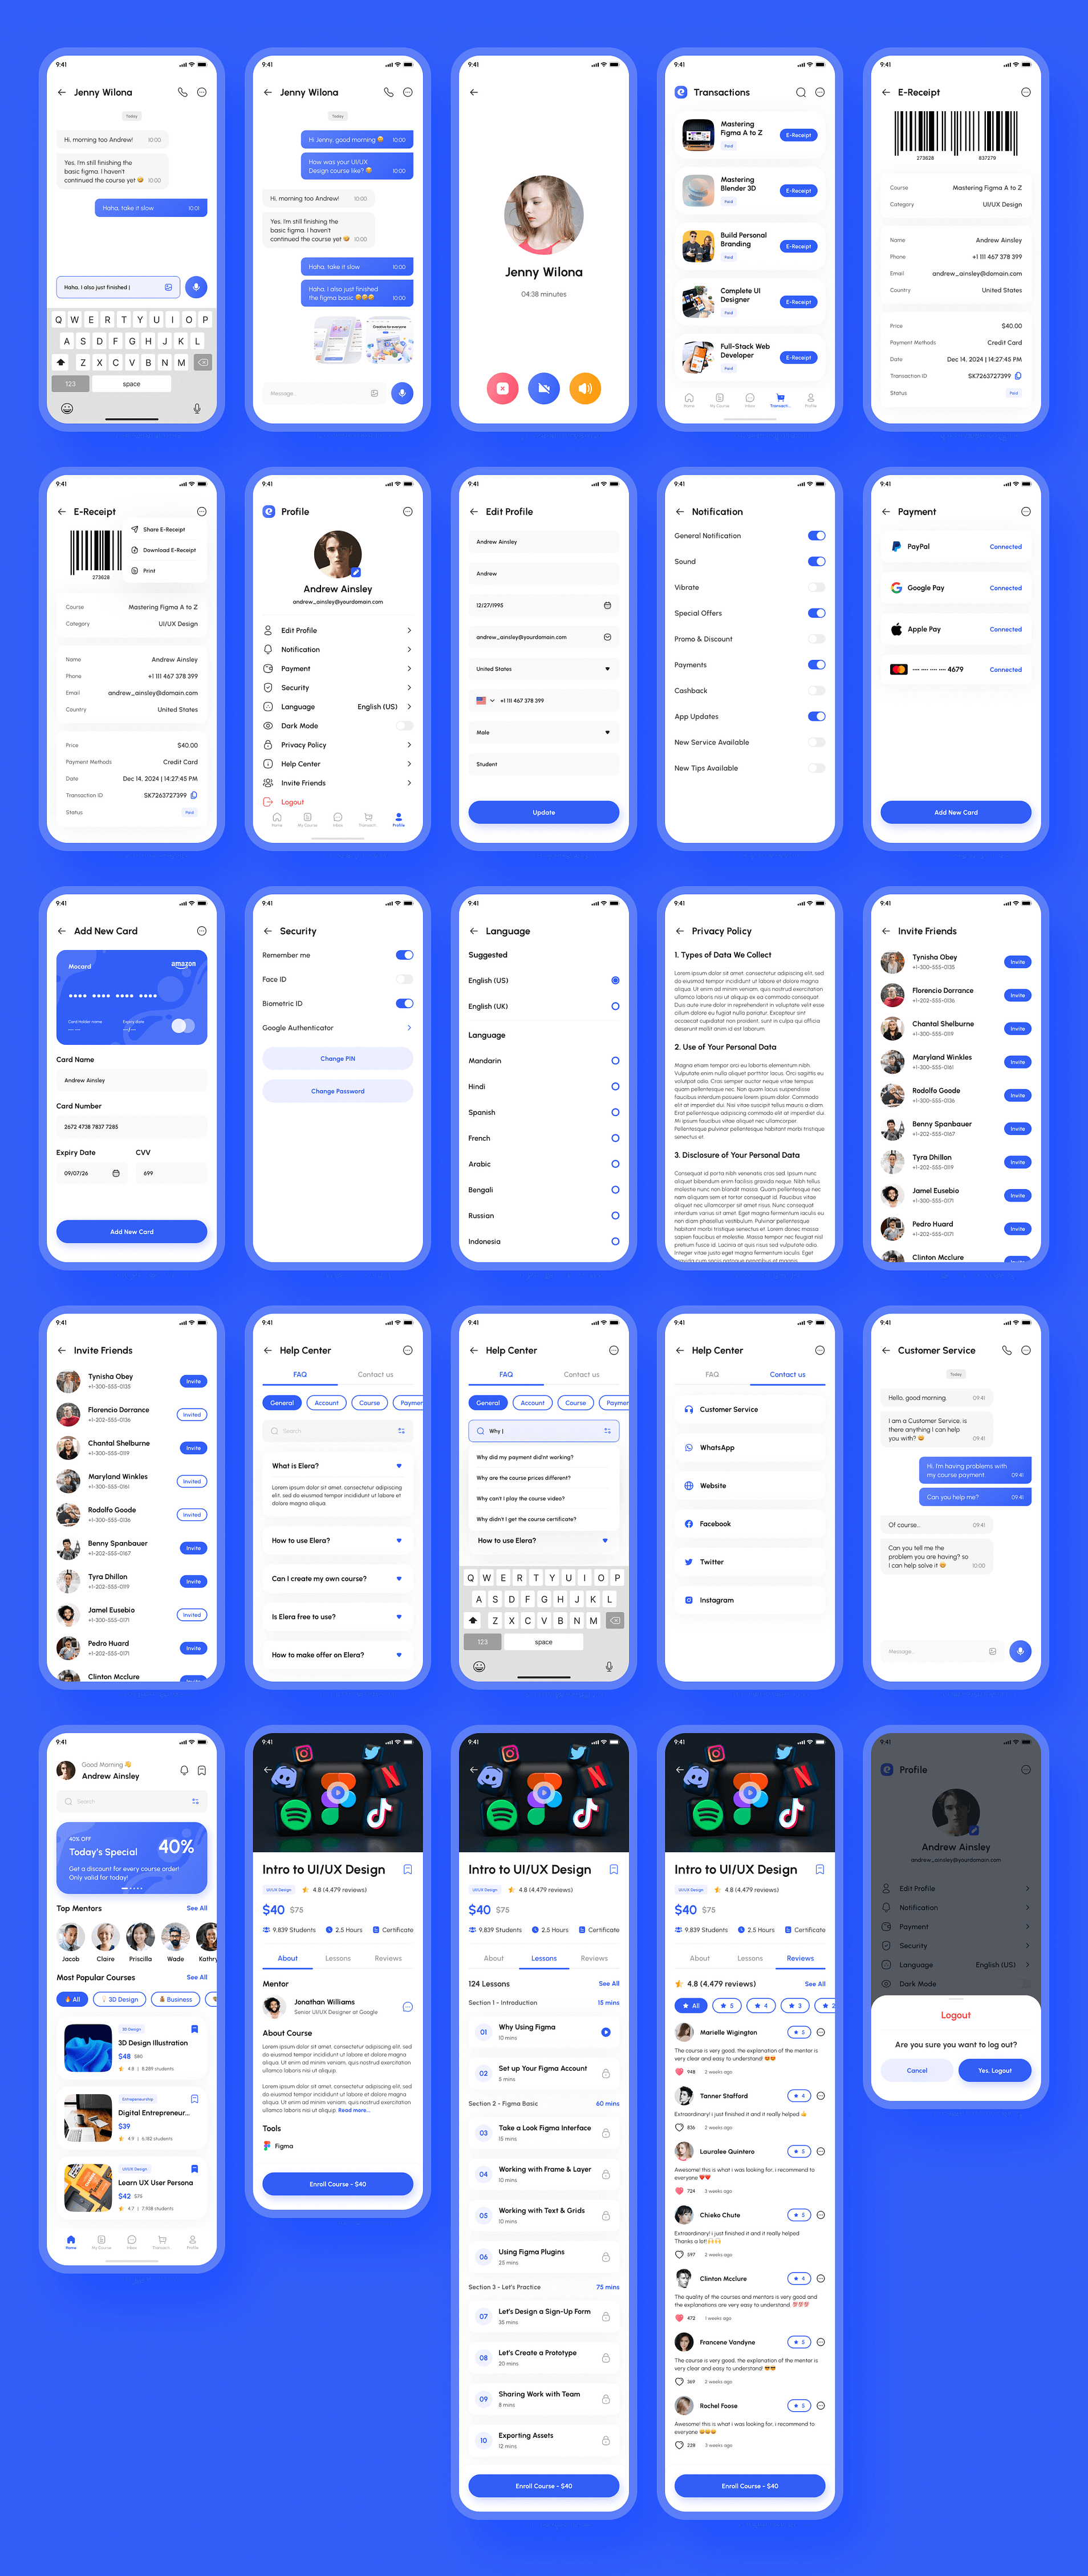 9:41
Jenny Wilona
Today
Hi, morning too Andrew! 10:00
Yes, I'm still finishing the
basic figma. I haven't
continued the course yet 😅 10:00
Haha, take it slow 10:01
Haha, I also just finished |
Q W E R T Y U I O P
A S D F G H J K L
Z X C V B N M
123 space
9:41
Jenny Wilona
Today
Hi Jenny, good morning 😄 10:00
How was your UI/UX
Design course like? 😄 10:00
Hi, morning too Andrew! 10:00
Yes, I'm still finishing the
basic figma. I haven't
continued the course yet 😅 10:00
Haha, take it slow 10:00
Haha, I also just finished
the figma basic 😄😄😄 10:00
Creative for everyone
Message...
9:41
Jenny Wilona
04:38 minutes
9:41
Transactions
Mastering
Figma A to Z
Paid
E-Receipt
Mastering
Blender 3D
Paid
E-Receipt
Build Personal
Branding
Paid
E-Receipt
Complete UI
Designer
Paid
E-Receipt
Full-Stack Web
Developer
Paid
E-Receipt
Home My Course Inbox Transact... Profile
9:41
E-Receipt
273628 837279
Course Mastering Figma A to Z
Category UI/UX Design
Name Andrew Ainsley
Phone +1 111 467 378 399
Email andrew_ainsley@domain.com
Country United States
Price $40.00
Payment Methods Credit Card
Date Dec 14, 2024 | 14:27:45 PM
Transaction ID SK7263727399
Status Paid
9:41
E-Receipt
Share E-Receipt
Download E-Receipt
Print
273628
Course Mastering Figma A to Z
Category UI/UX Design
Name Andrew Ainsley
Phone +1 111 467 378 399
Email andrew_ainsley@domain.com
Country United States
Price $40.00
Payment Methods Credit Card
Date Dec 14, 2024 | 14:27:45 PM
Transaction ID SK7263727399
Status Paid
9:41
Profile
Andrew Ainsley
andrew_ainsley@yourdomain.com
Edit Profile
Notification
Payment
Security
Language English (US)
Dark Mode
Privacy Policy
Help Center
Invite Friends
Logout
Home My Course Inbox Transact... Profile
9:41
Edit Profile
Andrew Ainsley
Andrew
12/27/1995
andrew_ainsley@yourdomain.com
United States
+1 111 467 378 399
Male
Student
Update
9:41
Notification
General Notification
Sound
Vibrate
Special Offers
Promo & Discount
Payments
Cashback
App Updates
New Service Available
New Tips Available
9:41
Payment
PayPal Connected
Google Pay Connected
Apple Pay Connected
•••• •••• •••• 4679 Connected
Add New Card
9:41
Add New Card
Mocard amazon
•••• •••• •••• ••••
Card Holder name Expiry date
Card Name
Andrew Ainsley
Card Number
2672 4738 7837 7285
Expiry Date CVV
09/07/26 699
Add New Card
9:41
Security
Remember me
Face ID
Biometric ID
Google Authenticator
Change PIN
Change Password
9:41
Language
Suggested
English (US)
English (UK)
Language
Mandarin
Hindi
Spanish
French
Arabic
Bengali
Russian
Indonesia
9:41
Privacy Policy
1. Types of Data We Collect
Lorem ipsum dolor sit amet, consectetur adipiscing elit, sed
do eiusmod tempor incididunt ut labore et dolore magna
aliqua. Ut enim ad minim veniam, quis nostrud exercitation
ullamco laboris nisi ut aliquip ex ea commodo consequat.
Duis aute irure dolor in reprehenderit in voluptate velit esse
cillum dolore eu fugiat nulla pariatur. Excepteur sint
occaecat cupidatat non proident, sunt in culpa qui officia
deserunt mollit anim id est laborum.
2. Use of Your Personal Data
Magna etiam tempor orci eu lobortis elementum nibh.
Vulputate enim nulla aliquet porttitor lacus. Orci sagittis eu
volutpat odio. Cras semper auctor neque vitae tempus
quam pellentesque nec. Non quam lacus suspendisse
faucibus interdum posuere lorem ipsum dolor. Commodo
elit at imperdiet dui. Nisi vitae suscipit tellus mauris a diam.
Erat pellentesque adipiscing commodo elit at imperdiet dui.
Mi ipsum faucibus vitae aliquet nec ullamcorper.
Pellentesque pulvinar pellentesque habitant morbi tristique
senectus et.
3. Disclosure of Your Personal Data
Consequat id porta nibh venenatis cras sed. Ipsum nunc
aliquet bibendum enim facilisis gravida neque. Nibh tellus
molestie nunc non blandit massa. Quam pellentesque nec
nam aliquam sem et tortor consequat id. Faucibus vitae
aliquet nec ullamcorper sit amet risus. Dictum fusce ut
placerat orci nulla pellentesque dignissim enim sit. Lectus
urna duis convallis convallis tellus id interdum velit laoreet.
9:41
Invite Friends
Tynisha Obey
+1-300-555-0135
Invite
Florencio Dorrance
+1-202-555-0136
Invite
Chantal Shelburne
+1-300-555-0119
Invite
Maryland Winkles
+1-300-555-0161
Invite
Rodolfo Goode
+1-300-555-0136
Invite
Benny Spanbauer
+1-202-555-0167
Invite
Tyra Dhillon
+1-202-555-0119
Invite
Jamel Eusebio
+1-300-555-0171
Invite
Pedro Huard
+1-202-555-0171
Invite
Clinton Mcclure
9:41
Invite Friends
Tynisha Obey
+1-300-555-0135
Invite
Florencio Dorrance
+1-202-555-0136
Invited
Chantal Shelburne
+1-300-555-0119
Invite
Maryland Winkles
+1-300-555-0161
Invited
Rodolfo Goode
+1-300-555-0136
Invited
Benny Spanbauer
+1-202-555-0167
Invite
Tyra Dhillon
+1-202-555-0119
Invite
Jamel Eusebio
+1-300-555-0171
Invited
Pedro Huard
+1-202-555-0171
Invite
Clinton Mcclure
9:41
Help Center
FAQ Contact us
General Account Course Paymen
Search
What is Elera?
Lorem ipsum dolor sit amet, consectetur adipiscing
elit, sed do eiusmod tempor incididunt ut labore et
dolore magna aliqua.
How to use Elera?
Can I create my own course?
Is Elera free to use?
How to make offer on Elera?
9:41
Help Center
FAQ Contact us
General Account Course Paymen
Why |
Why did my payment didn't working?
Why are the course prices different?
Why can't I play the course video?
Why didn't I get the course certificate?
How to use Elera?
Q W E R T Y U I O P
A S D F G H J K L
Z X C V B N M
123 space
9:41
Help Center
FAQ Contact us
Customer Service
WhatsApp
Website
Facebook
Twitter
Instagram
9:41
Customer Service
Today
Hello, good morning. 09:41
I am a Customer Service, is
there anything I can help
you with? 😄 09:41
Hi, I'm having problems with
my course payment. 09:41
Can you help me? 09:41
Of course... 09:41
Can you tell me the
problem you are having? so
I can help solve it 😄 10:00
Message...
9:41
Good Morning 👋
Andrew Ainsley
Search
40% OFF
Today's Special 40%
Get a discount for every course order!
Only valid for today!
Top Mentors See All
Jacob Claire Priscilla Wade Kathry
Most Popular Courses See All
🔥 All 💡 3D Design 💰 Business
3D Design
3D Design Illustration
$48 $80
4.8 | 8,289 students
Entrepreneurship
Digital Entrepreneur...
$39
4.9 | 6,182 students
UI/UX Design
Learn UX User Persona
$42 $75
4.7 | 7,938 students
Home My Course Inbox Transact... Profile
9:41
Intro to UI/UX Design
UI/UX Design 4.8 (4,479 reviews)
$40 $75
9,839 Students 2,5 Hours Certificate
About Lessons Reviews
Mentor
Jonathan Williams
Senior UI/UX Designer at Google
About Course
Lorem ipsum dolor sit amet, consectetur adipiscing elit, sed
do eiusmod tempor incididunt ut labore et dolore magna
aliqua. Ut enim ad minim veniam, quis nostrud exercitation
ullamco laboris nisi ut aliquip.
Lorem ipsum dolor sit amet, consectetur adipiscing elit, sed
do eiusmod tempor incididunt ut labore et dolore magna
aliqua. Ut enim ad minim veniam, quis nostrud exercitation
ullamco laboris nisi ut aliquip. Read more...
Tools
Figma
Enroll Course - $40
9:41
Intro to UI/UX Design
UI/UX Design 4.8 (4,479 reviews)
$40 $75
9,839 Students 2,5 Hours Certificate
About Lessons Reviews
124 Lessons See All
Section 1 - Introduction 15 mins
01 Why Using Figma
10 mins
02 Set up Your Figma Account
5 mins
Section 2 - Figma Basic 60 mins
03 Take a Look Figma Interface
15 mins
04 Working with Frame & Layer
10 mins
05 Working with Text & Grids
10 mins
06 Using Figma Plugins
25 mins
Section 3 - Let's Practice 75 mins
07 Let's Design a Sign-Up Form
35 mins
08 Let's Create a Prototype
20 mins
09 Sharing Work with Team
8 mins
10 Exporting Assets
12 mins
Enroll Course - $40
9:41
Intro to UI/UX Design
UI/UX Design 4.8 (4,479 reviews)
$40 $75
9,839 Students 2,5 Hours Certificate
About Lessons Reviews
4.8 (4,479 reviews) See All
All 5 4 3 2
Marielle Wigington 5
The course is very good, the explanation of the mentor is
very clear and easy to understand! 😍😍
948 2 weeks ago
Tanner Stafford 4
Extraordinary! i just finished it and it really helped 👍
836 2 weeks ago
Lauralee Quintero 5
Awesome! this is what i was looking for, i recommend to
everyone ❤️❤️
724 3 weeks ago
Chieko Chute 5
Extraordinary! i just finished it and it really helped
Thanks a lot! 🙌🙌
597 2 weeks ago
Clinton Mcclure 4
The quality of the courses and mentors is very good and
the explanations are very easy to understand 💯💯💯
472 1 weeks ago
Francene Vandyne 5
The course is very good, the explanation of the mentor is
very clear and easy to understand! 😎😎
369 2 weeks ago
Rochel Foose 5
Awesome! this is what i was looking for, i recommend to
everyone 😄😄😄
228 3 weeks ago
Enroll Course - $40
9:41
Profile
Andrew Ainsley
andrew_ainsley@yourdomain.com
Edit Profile
Notification
Payment
Security
Language English (US)
Dark Mode
Logout
Are you sure you want to log out?
Cancel Yes, Logout